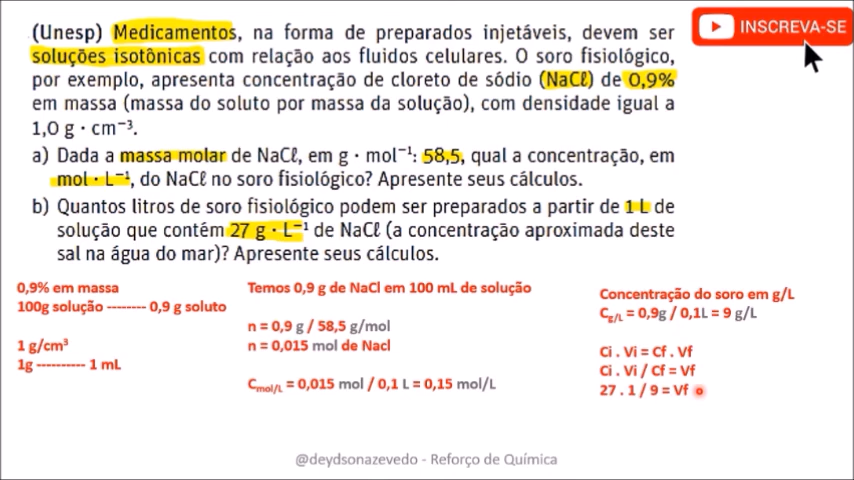 (Unesp) Medicamentos, na forma de preparados injetáveis, devem ser
soluções isotônicas com relação aos fluidos celulares. O soro fisiológico,
por exemplo, apresenta concentração de cloreto de sódio (NaCℓ) de 0,9%
em massa (massa do soluto por massa da solução), com densidade igual a
1,0 g · cm⁻³.
a) Dada a massa molar de NaCℓ, em g · mol⁻¹: 58,5, qual a concentração, em
mol · L⁻¹, do NaCℓ no soro fisiológico? Apresente seus cálculos.
b) Quantos litros de soro fisiológico podem ser preparados a partir de 1 L de
solução que contém 27 g · L⁻¹ de NaCℓ (a concentração aproximada deste
sal na água do mar)? Apresente seus cálculos.
INSCREVA-SE
0,9% em massa
100g solução -------- 0,9 g soluto
1 g/cm³
1g ---------- 1 mL
Temos 0,9 g de NaCl em 100 mL de solução
n = 0,9 g / 58,5 g/mol
n = 0,015 mol de Nacl
Cmol/L = 0,015 mol / 0,1 L = 0,15 mol/L
Concentração do soro em g/L
Cg/L = 0,9g / 0,1L = 9 g/L
Ci . Vi = Cf . Vf
Ci . Vi / Cf = Vf
27 . 1 / 9 = Vf
@deydsonazevedo - Reforço de Química